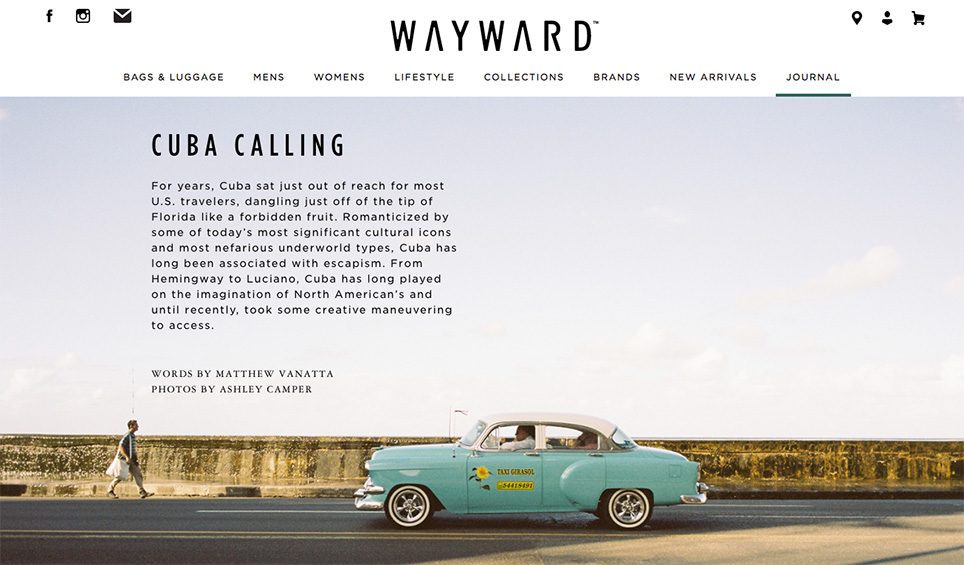 WAYWARD™
BAGS & LUGGAGE MENS WOMENS LIFESTYLE COLLECTIONS BRANDS NEW ARRIVALS JOURNAL
CUBA CALLING
For years, Cuba sat just out of reach for most
U.S. travelers, dangling just off of the tip of
Florida like a forbidden fruit. Romanticized by
some of today's most significant cultural icons
and most nefarious underworld types, Cuba has
long been associated with escapism. From
Hemingway to Luciano, Cuba has long played
on the imagination of North American's and
until recently, took some creative maneuvering
to access.
WORDS BY MATTHEW VANATTA
PHOTOS BY ASHLEY CAMPER
TAXI GIRASOL
54418491